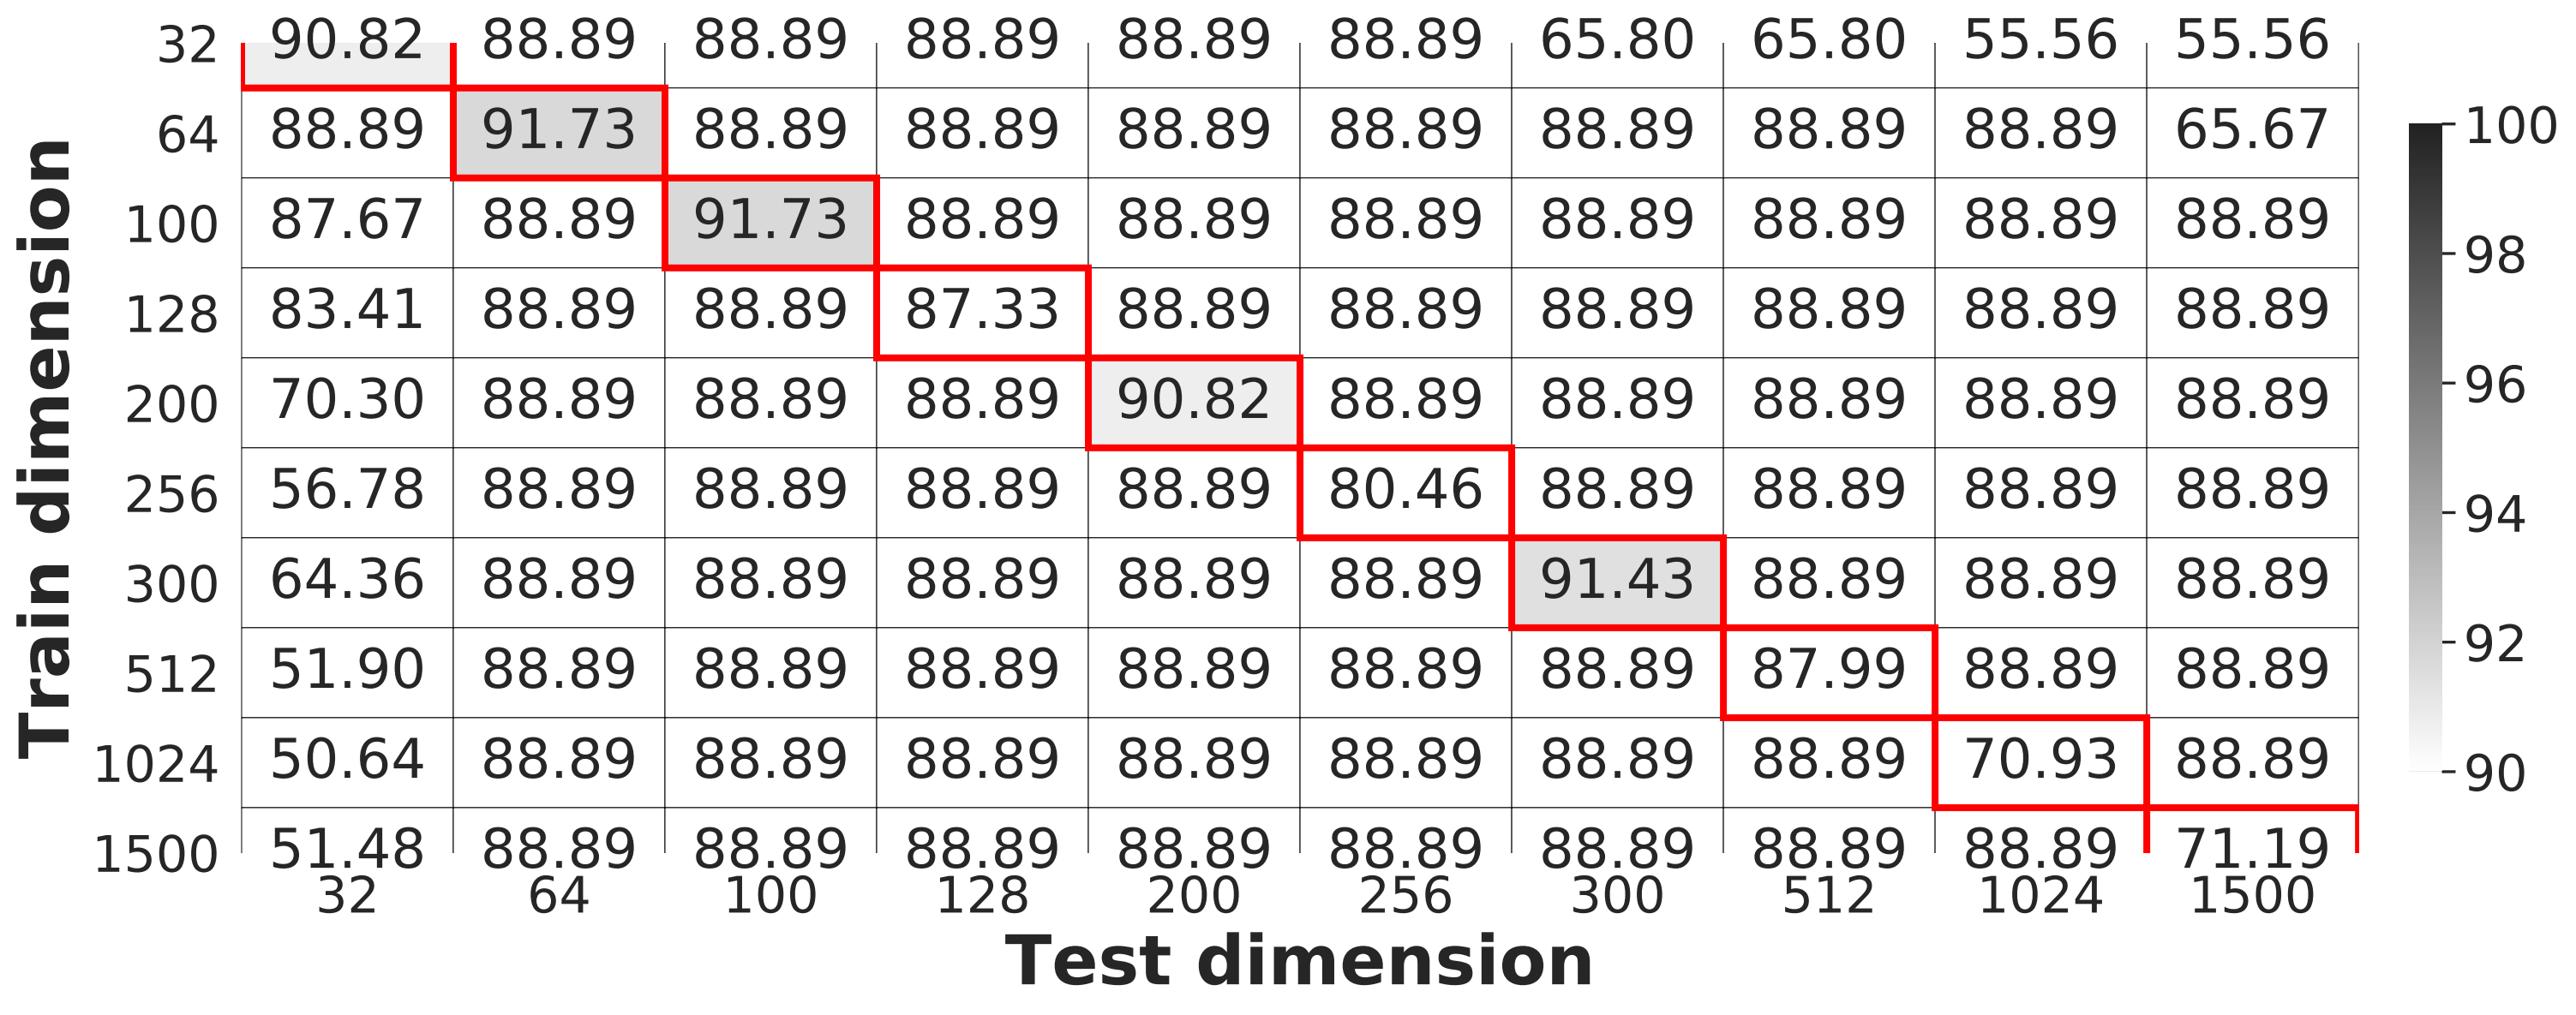 32 90.82 88.89 88.89 88.89 88.89 88.89 65.80 65.80 55.56 55.56
64 88.89 91.73 88.89 88.89 88.89 88.89 88.89 88.89 88.89 65.67
100 87.67 88.89 91.73 88.89 88.89 88.89 88.89 88.89 88.89 88.89
128 83.41 88.89 88.89 87.33 88.89 88.89 88.89 88.89 88.89 88.89
200 70.30 88.89 88.89 88.89 90.82 88.89 88.89 88.89 88.89 88.89
256 56.78 88.89 88.89 88.89 88.89 80.46 88.89 88.89 88.89 88.89
300 64.36 88.89 88.89 88.89 88.89 88.89 91.43 88.89 88.89 88.89
512 51.90 88.89 88.89 88.89 88.89 88.89 88.89 87.99 88.89 88.89
1024 50.64 88.89 88.89 88.89 88.89 88.89 88.89 88.89 70.93 88.89
1500 51.48 88.89 88.89 88.89 88.89 88.89 88.89 88.89 88.89 71.19
32 64 100 128 200 256 300 512 1024 1500
Test dimension
Train dimension
100
98
96
94
92
90